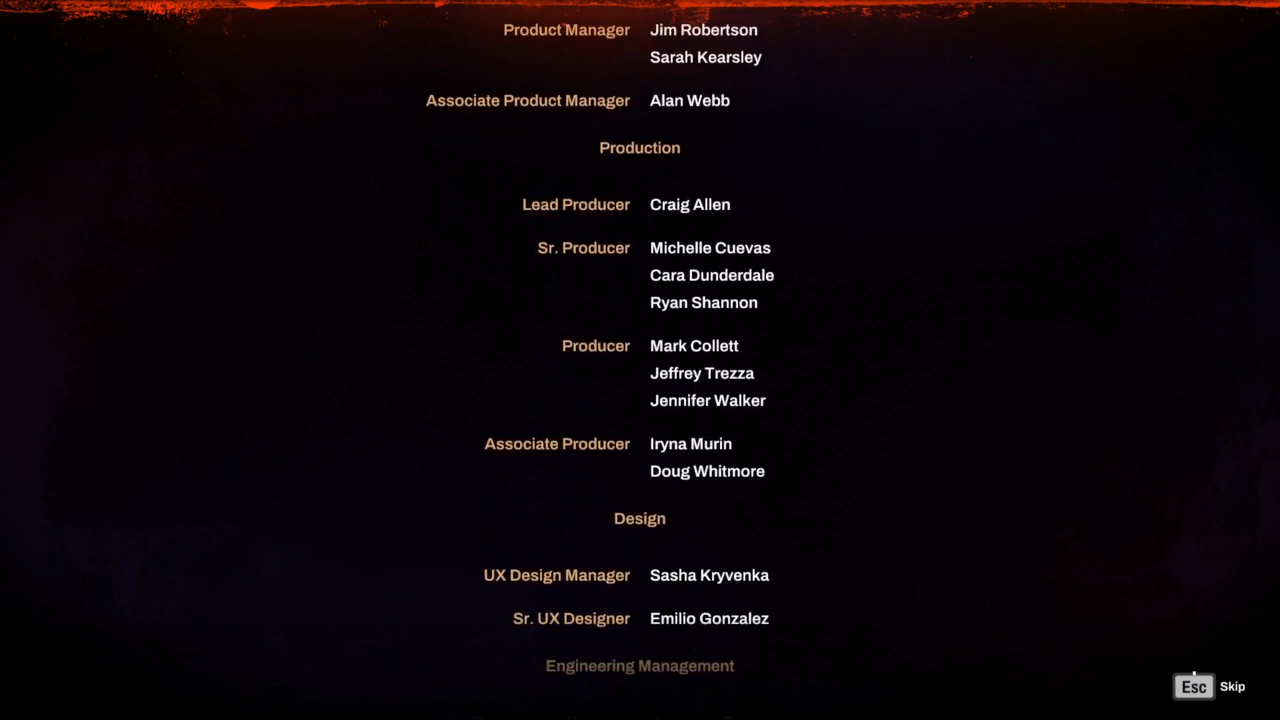 Product Manager Jim Robertson
Sarah Kearsley
Associate Product Manager Alan Webb
Production
Lead Producer Craig Allen
Sr. Producer Michelle Cuevas
Cara Dunderdale
Ryan Shannon
Producer Mark Collett
Jeffrey Trezza
Jennifer Walker
Associate Producer Iryna Murin
Doug Whitmore
Design
UX Design Manager Sasha Kryvenka
Sr. UX Designer Emilio Gonzalez
Engineering Management
Esc Skip